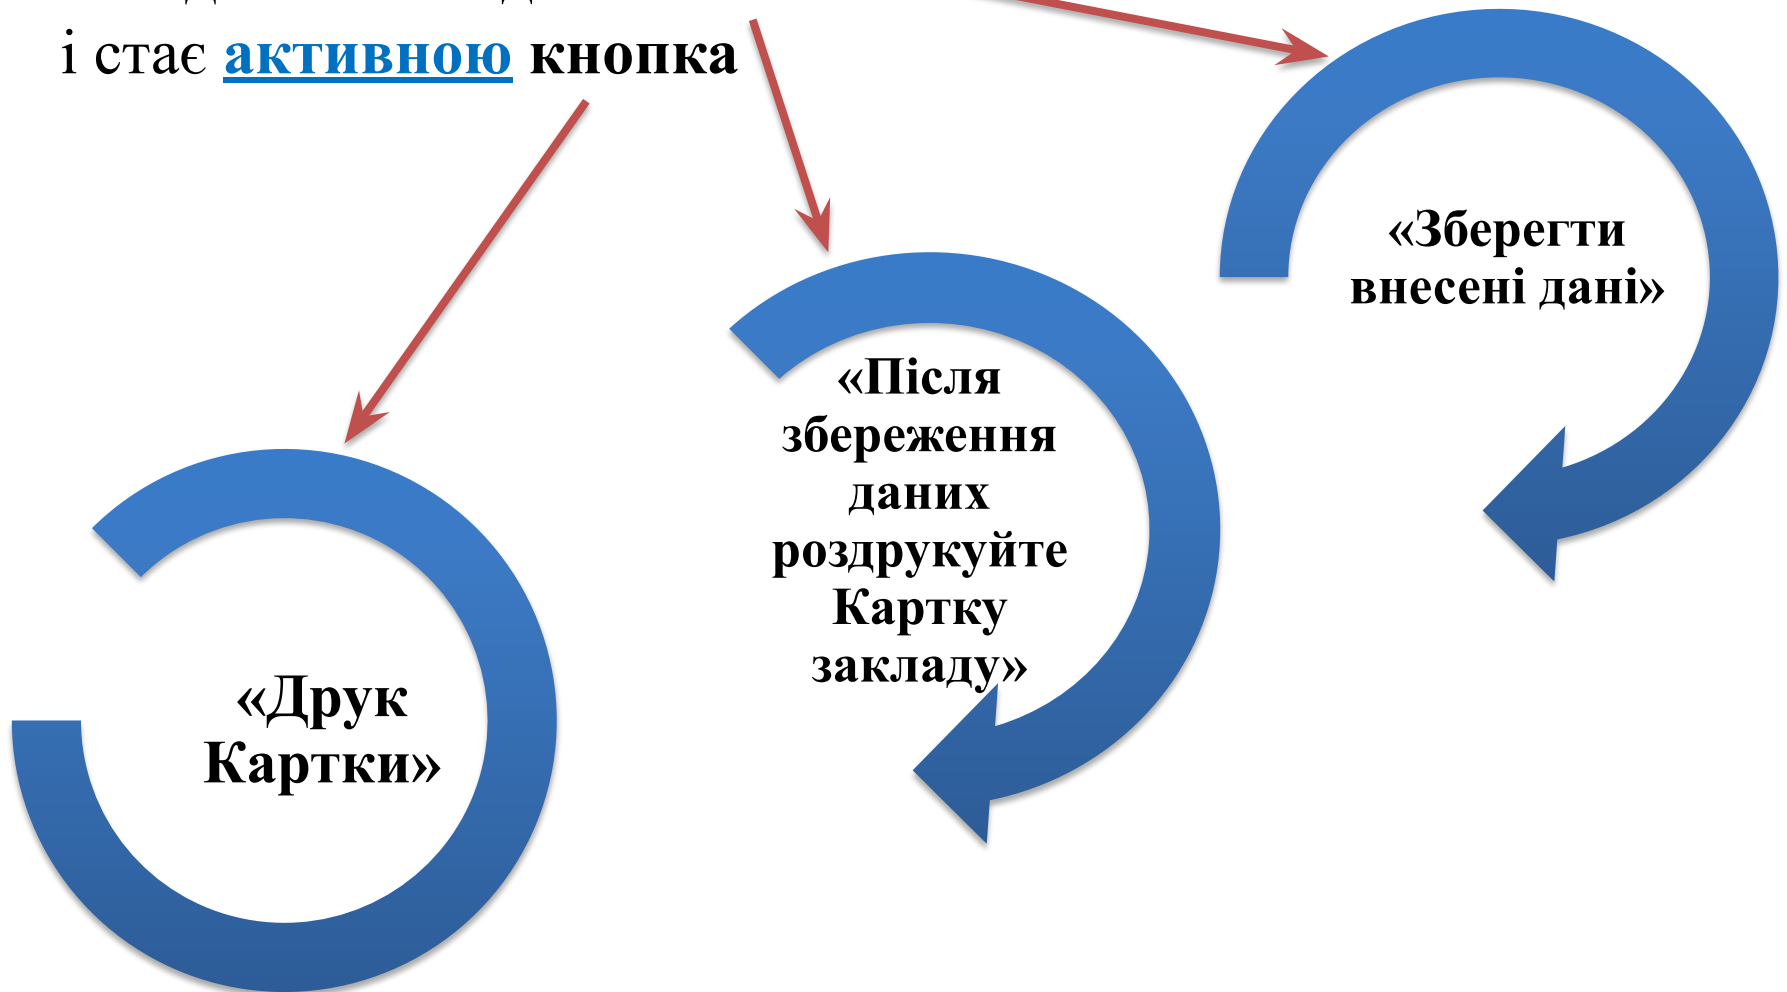 і стає активною кнопка
«Зберегти
внесені дані»
«Після
збереження
даних
роздрукуйте
Картку
закладу»
«Друк
Картки»